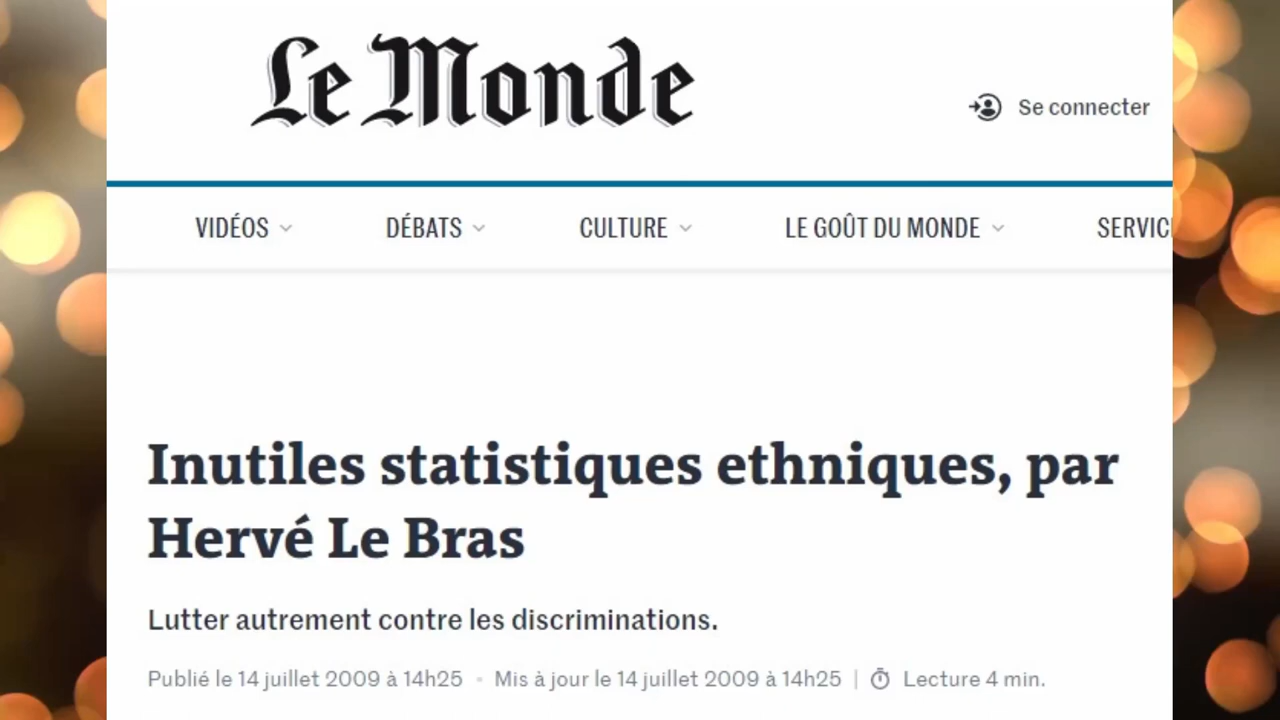 Le Monde
Se connecter
VIDÉOS DÉBATS CULTURE LE GOÛT DU MONDE SERVIC
Inutiles statistiques ethniques, par
Hervé Le Bras
Lutter autrement contre les discriminations.
Publié le 14 juillet 2009 à 14h25 • Mis à jour le 14 juillet 2009 à 14h25 | Lecture 4 min.